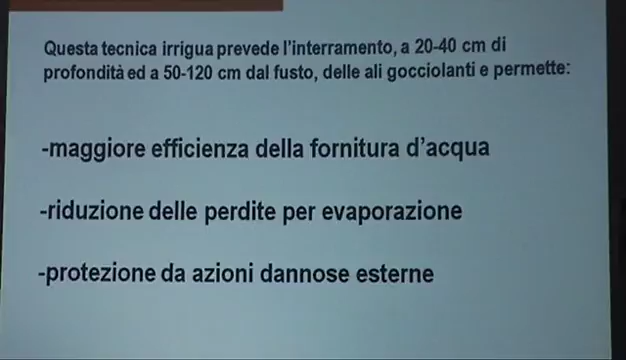 Questa tecnica irrigua prevede l'interramento, a 20-40 cm di
profondità ed a 50-120 cm dal fusto, delle ali gocciolanti e permette:
-maggiore efficienza della fornitura d'acqua
-riduzione delle perdite per evaporazione
-protezione da azioni dannose esterne